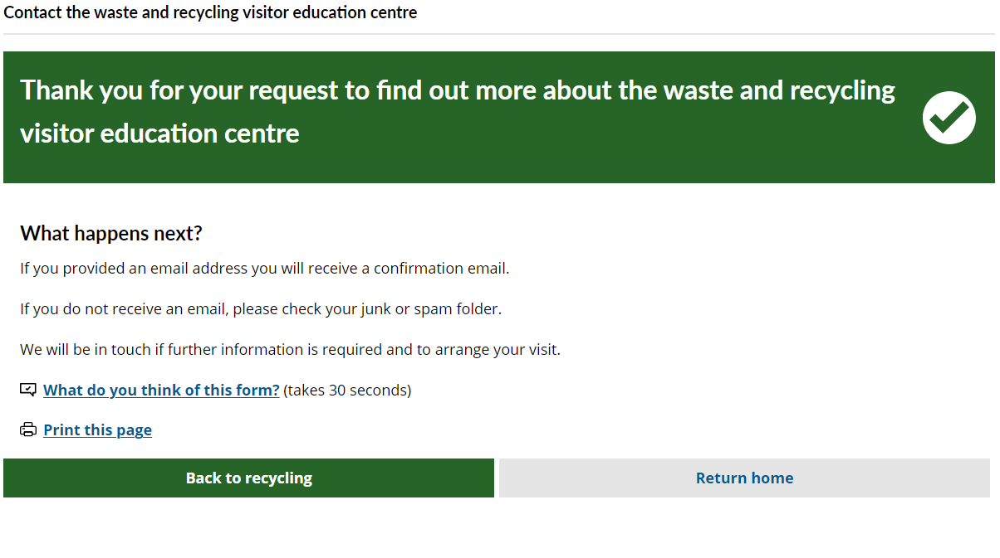 Contact the waste and recycling visitor education centre
Thank you for your request to find out more about the waste and recycling
visitor education centre
What happens next?
If you provided an email address you will receive a confirmation email.
If you do not receive an email, please check your junk or spam folder.
We will be in touch if further information is required and to arrange your visit.
What do you think of this form? (takes 30 seconds)
Print this page
Back to recycling
Return home